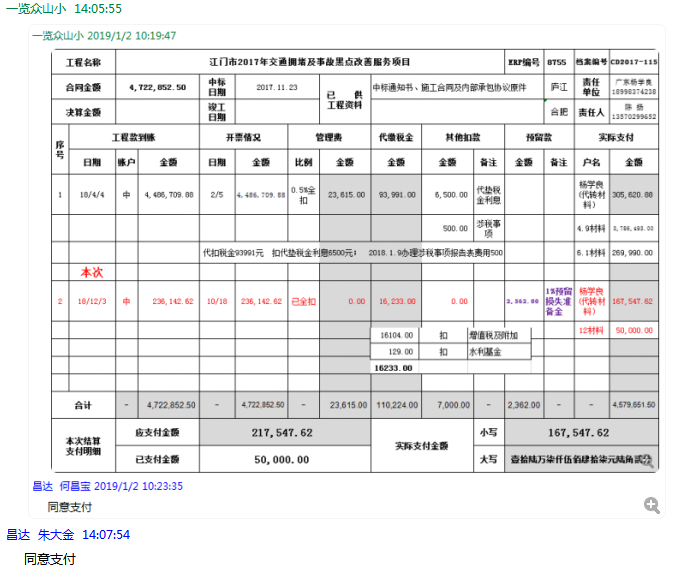 一览众山小 14:05:55
一览众山小 2019/1/2 10:19:47
工程名称 江门市2017年交通拥堵及事故黑点改善服务项目 ERP编号 8755 档案编号 CD2017-115
合同金额 4,722,852.50 中标日期 2017.11.23 已 供工程资料 中标通知书、施工合同及内部承包协议原件 庐江 责任单位 广东杨学良 18998374238
决算金额 竣工日期 合肥 责任人 陈 扬 13570299652
序号 工程款到账 开票情况 管理费 代缴税金 其他扣款 预留款 实际支付
日期 账户 金额 日期 金额 比例 金额 金额 金额 备注 金额 备注 户名 金额
1 18/4/4 中 4,486,709.88 2/5 4,486,709.88 0.5%全扣 23,615.00 93,991.00 6,500.00 代垫税金利息 杨学良(代转材料) 305,620.88
500.00 涉税事项 4.9材料 3,786,493.00
代扣税金93991元 扣代垫税金利息6500元； 2018.1.9办理涉税事项报告表费用500 6.1材料 269,990.00
本次
2 18/12/3 中 236,142.62 10/18 236,142.62 已全扣 0.00 16,233.00 0.00 2,362.00 1%预留损失准备金 杨学良(代转材料) 167,547.62
16104.00 扣 增值税及附加 12材料 50,000.00
129.00 扣 水利基金
16233.00
合计 - 4,722,852.50 - 4,722,852.50 - 23,615.00 110,224.00 7,000.00 - 2,362.00 - - 4,579,651.50
本次结算支付明细 应支付金额 217,547.62 实际支付金额 小写 167,547.62
已支付金额 50,000.00 大写 壹拾陆万柒仟伍佰肆拾柒元陆角贰分
昌达 何昌宝 2019/1/2 10:23:35
同意支付
昌达 朱大金 14:07:54
同意支付